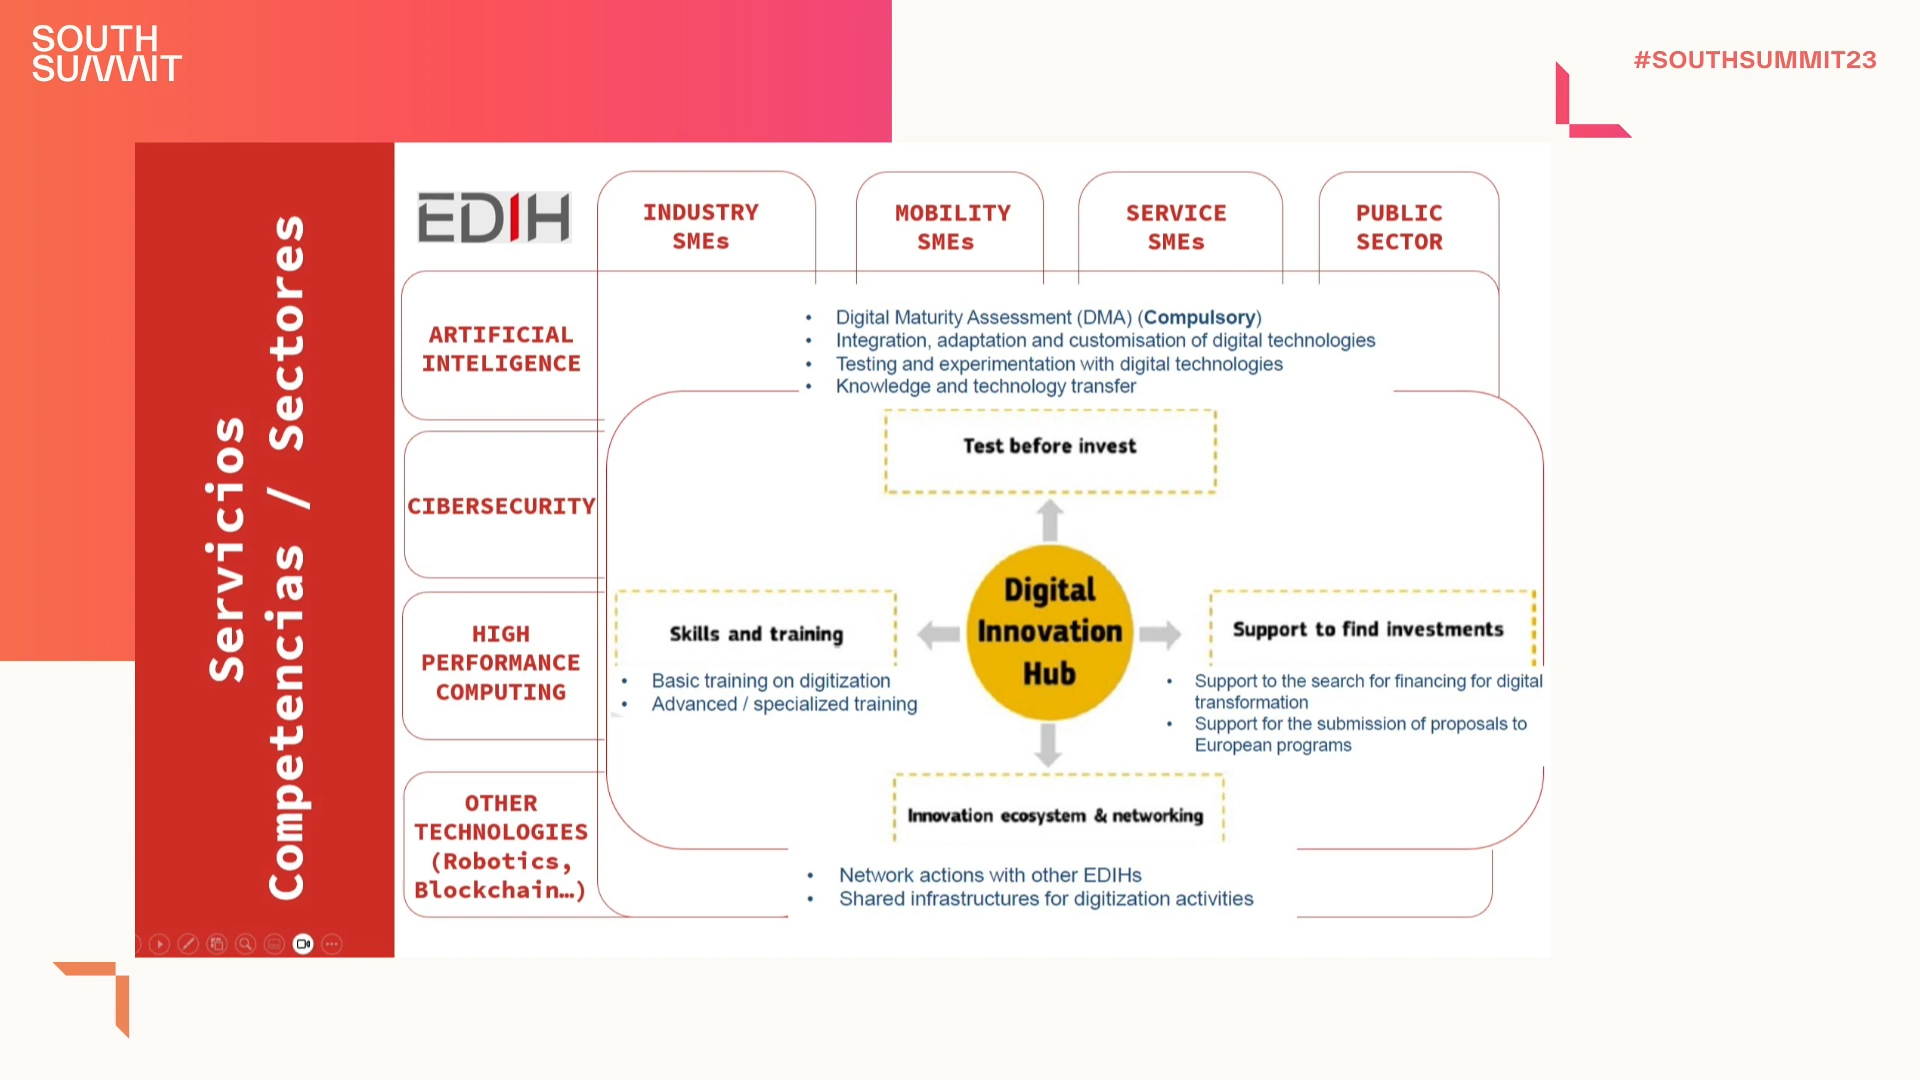 SOUTH
SUMMIT
#SOUTHSUMMIT23
Servicios
Competencias / Sectores
EDIH
INDUSTRY
SMEs
MOBILITY
SMEs
SERVICE
SMEs
PUBLIC
SECTOR
ARTIFICIAL
INTELIGENCE
CIBERSECURITY
HIGH
PERFORMANCE
COMPUTING
OTHER
TECHNOLOGIES
(Robotics,
Blockchain…)
• Digital Maturity Assessment (DMA) (Compulsory)
• Integration, adaptation and customisation of digital technologies
• Testing and experimentation with digital technologies
• Knowledge and technology transfer
Test before invest
Digital
Innovation
Hub
Skills and training
• Basic training on digitization
• Advanced / specialized training
Support to find investments
• Support to the search for financing for digital
transformation
• Support for the submission of proposals to
European programs
Innovation ecosystem & networking
• Network actions with other EDIHs
• Shared infrastructures for digitization activities